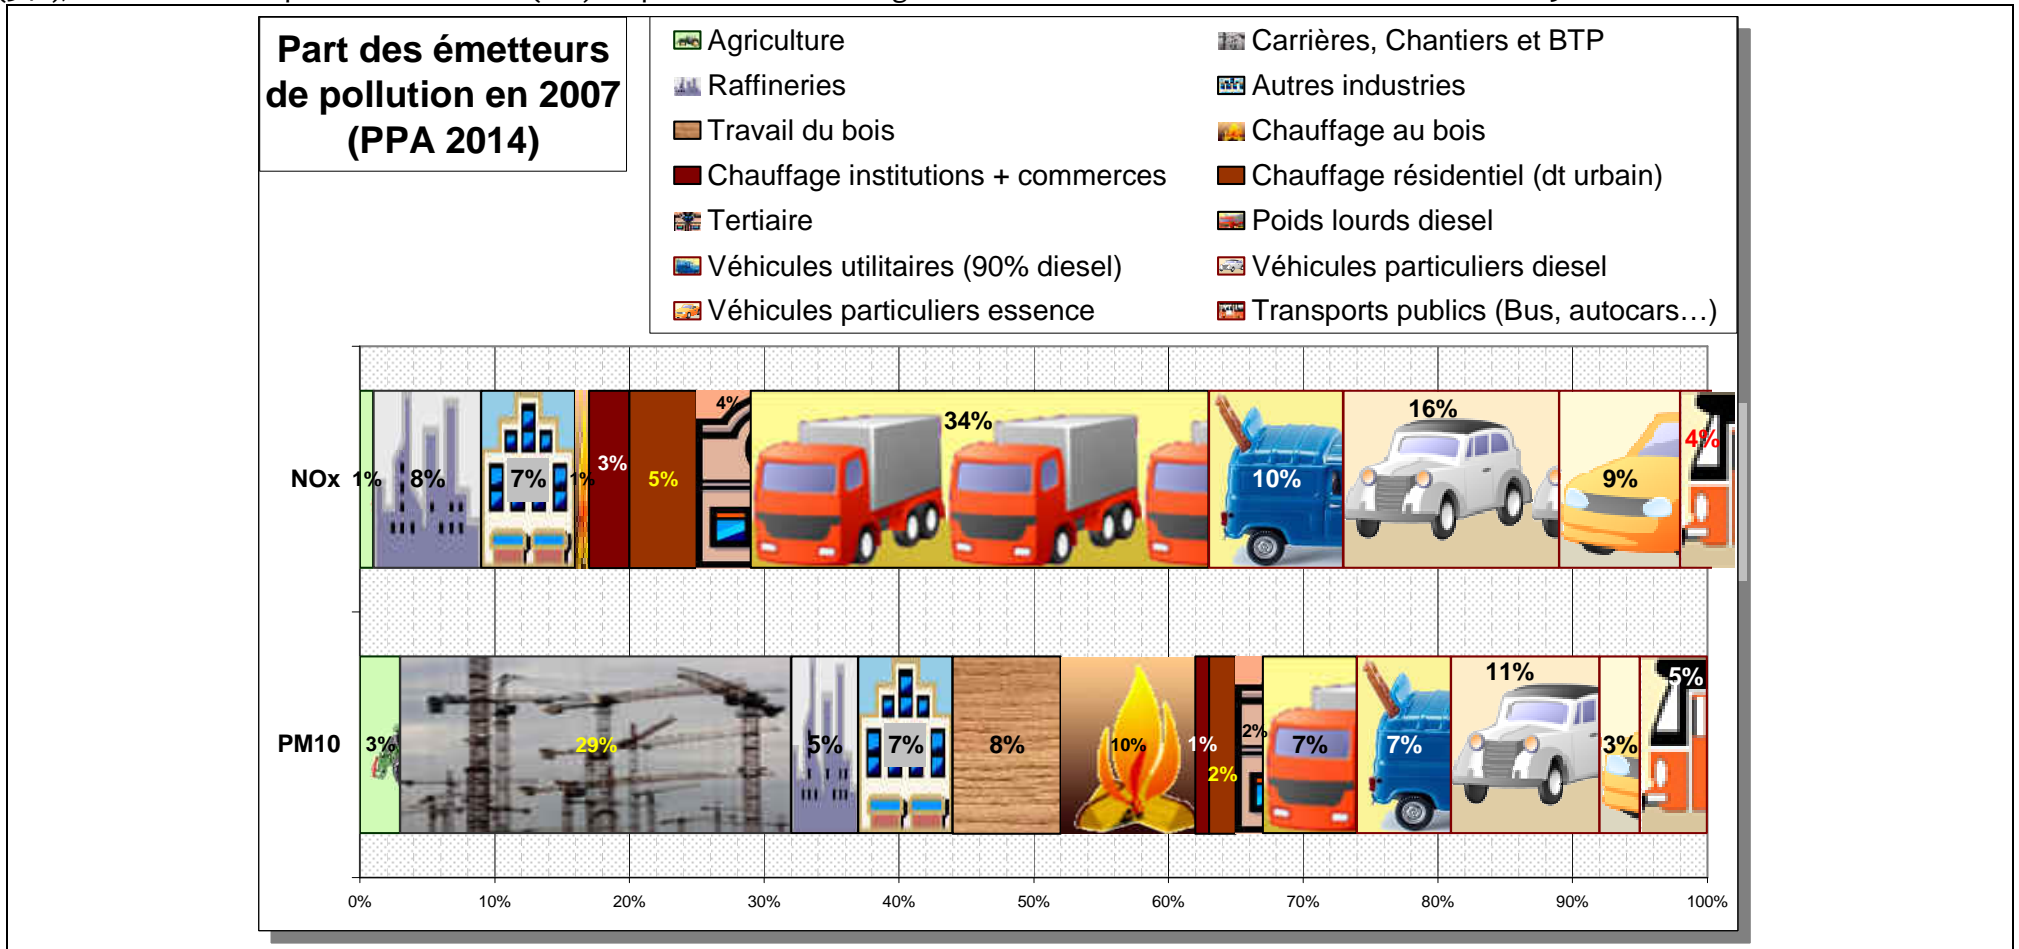 Part des émetteurs
de pollution en 2007
(PPA 2014)
Agriculture
Carrières, Chantiers et BTP
Raffineries
Autres industries
Travail du bois
Chauffage au bois
Chauffage institutions + commerces
Chauffage résidentiel (dt urbain)
Tertiaire
Poids lourds diesel
Véhicules utilitaires (90% diesel)
Véhicules particuliers diesel
Véhicules particuliers essence
Transports publics (Bus, autocars…)
NOx 1% 8% 7% 1% 3% 5% 4% 34% 10% 16% 9% 4%
PM10 3% 29% 5% 7% 8% 10% 1% 2% 2% 7% 7% 11% 3% 5%
0% 10% 20% 30% 40% 50% 60% 70% 80% 90% 100%